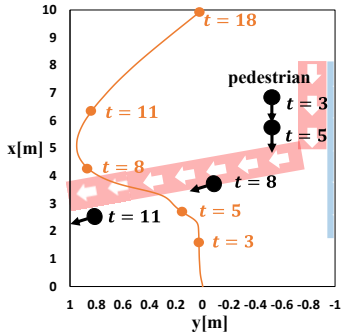 10
9
8
7
6
5
4
3
2
1
0
x[m]
t = 18
pedestrian
t = 3
t = 11
t = 5
t = 8
t = 8
t = 5
t = 11
t = 3
1 0.8 0.6 0.4 0.2 0 -0.2 -0.4 -0.6 -0.8 -1
y[m]